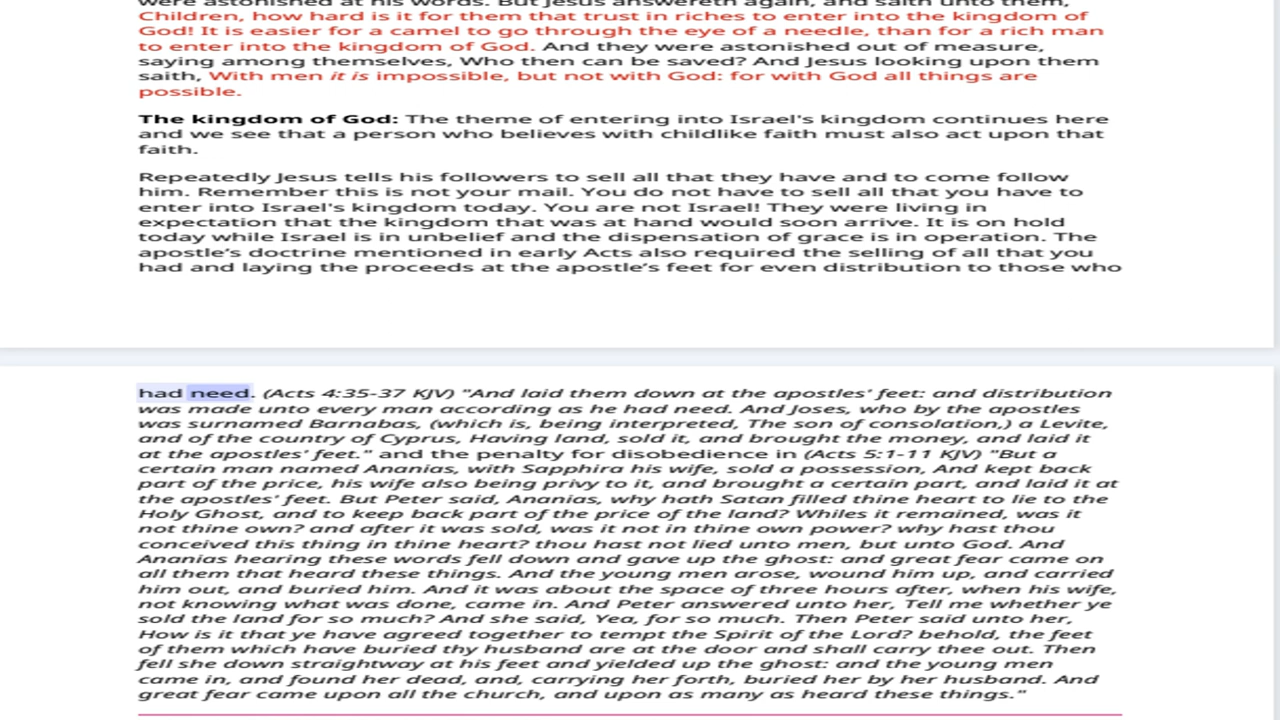 were astonished at his words. But Jesus answereth again, and saith unto them,
Children, how hard is it for them that trust in riches to enter into the kingdom of
God! It is easier for a camel to go through the eye of a needle, than for a rich man
to enter into the kingdom of God. And they were astonished out of measure,
saying among themselves, Who then can be saved? And Jesus looking upon them
saith, With men it is impossible, but not with God: for with God all things are
possible.
The kingdom of God: The theme of entering into Israel's kingdom continues here
and we see that a person who believes with childlike faith must also act upon that
faith.
Repeatedly Jesus tells his followers to sell all that they have and to come follow
him. Remember this is not your mail. You do not have to sell all that you have to
enter into Israel's kingdom today. You are not Israel! They were living in
expectation that the kingdom that was at hand would soon arrive. It is on hold
today while Israel is in unbelief and the dispensation of grace is in operation. The
apostle’s doctrine mentioned in early Acts also required the selling of all that you
had and laying the proceeds at the apostle’s feet for even distribution to those who
had need. (Acts 4:35-37 KJV) "And laid them down at the apostles' feet: and distribution
was made unto every man according as he had need. And Joses, who by the apostles
was surnamed Barnabas, (which is, being interpreted, The son of consolation,) a Levite,
and of the country of Cyprus, Having land, sold it, and brought the money, and laid it
at the apostles' feet." and the penalty for disobedience in (Acts 5:1-11 KJV) "But a
certain man named Ananias, with Sapphira his wife, sold a possession, And kept back
part of the price, his wife also being privy to it, and brought a certain part, and laid it at
the apostles' feet. But Peter said, Ananias, why hath Satan filled thine heart to lie to the
Holy Ghost, and to keep back part of the price of the land? Whiles it remained, was it
not thine own? and after it was sold, was it not in thine own power? why hast thou
conceived this thing in thine heart? thou hast not lied unto men, but unto God. And
Ananias hearing these words fell down and gave up the ghost: and great fear came on
all them that heard these things. And the young men arose, wound him up, and carried
him out, and buried him. And it was about the space of three hours after, when his wife,
not knowing what was done, came in. And Peter answered unto her, Tell me whether ye
sold the land for so much? And she said, Yea, for so much. Then Peter said unto her,
How is it that ye have agreed together to tempt the Spirit of the Lord? behold, the feet
of them which have buried thy husband are at the door and shall carry thee out. Then
fell she down straightway at his feet and yielded up the ghost: and the young men
came in, and found her dead, and, carrying her forth, buried her by her husband. And
great fear came upon all the church, and upon as many as heard these things."